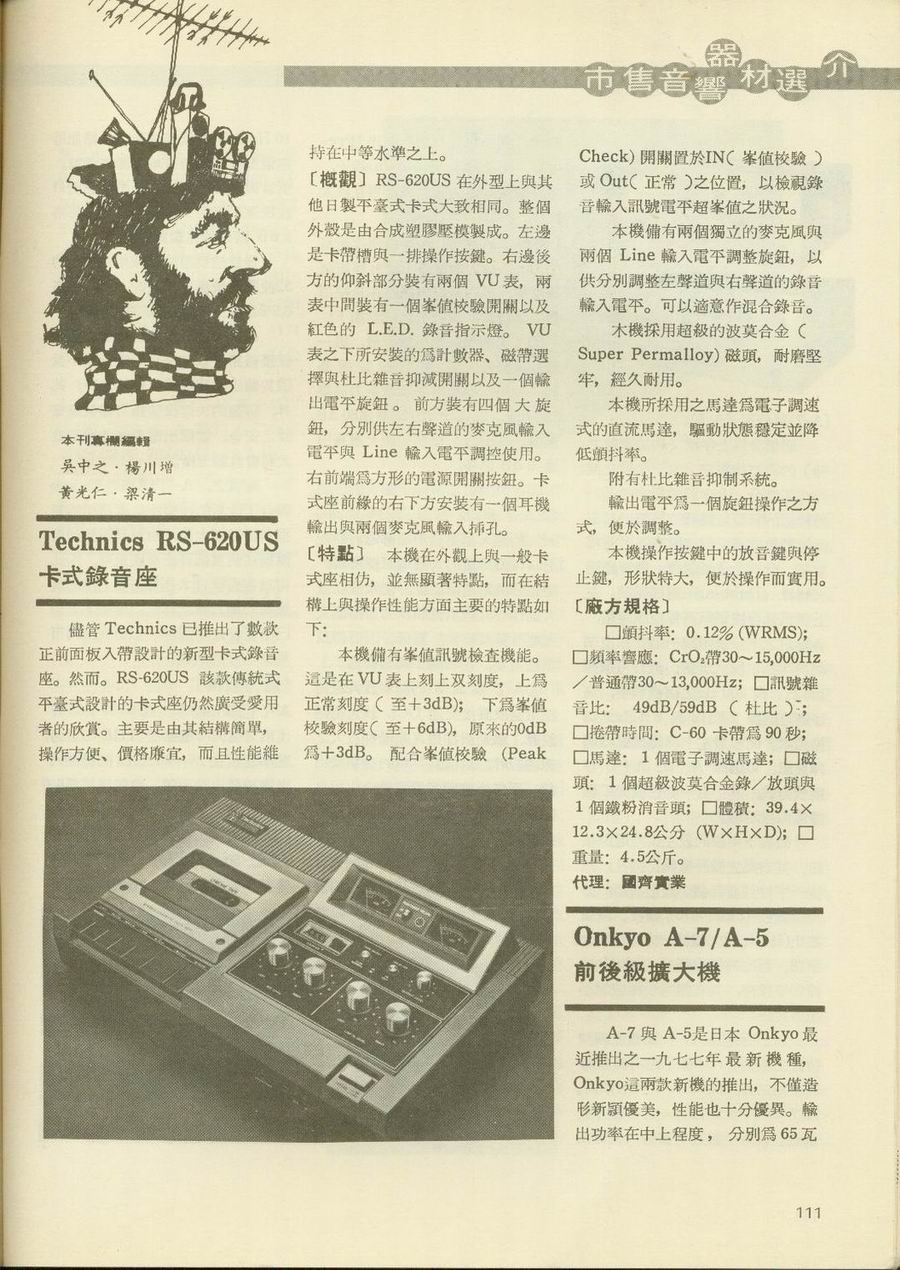 市售音響器材選介
本刊專欄編輯
吳中之·楊川增
黃光仁·梁清一
Technics RS-620US
卡式錄音座
儘管 Technics 已推出了數款
正前面板入帶設計的新型卡式錄音
座。然而。RS-620US 該款傳統式
平臺式設計的卡式座仍然廣受愛用
者的欣賞。主要是由其結構簡單,
操作方便、價格廉宜,而且性能維
持在中等水準之上。
〔概觀〕RS-620US 在外型上與其
他日製平臺式卡式大致相同。整個
外殼是由合成塑膠壓模製成。左邊
是卡帶槽與一排操作按鍵。右邊後
方的仰斜部分裝有兩個 VU 表,兩
表中間裝有一個峯值校驗開關以及
紅色的 L.E.D. 錄音指示燈。 VU
表之下所安裝的爲計數器、磁帶選
擇與杜比雜音抑減開關以及一個輸
出電平旋鈕。前方裝有四個大旋
鈕,分別供左右聲道的麥克風輸入
電平與 Line 輸入電平調控使用。
右前端爲方形的電源開關按鈕。卡
式座前緣的右下方安裝有一個耳機
輸出與兩個麥克風輸入揷孔。
〔特點〕 本機在外觀上與一般卡
式座相仿,並無顯著特點,而在結
構上與操作性能方面主要的特點如
下:
本機備有峯值訊號檢查機能。
這是在 VU 表上刻上双刻度,上爲
正常刻度(至+3dB); 下爲峯値
校驗刻度(至+6dB),原來的0dB
爲+3dB。 配合峯値校驗 (Peak
Check) 開關置於IN( 峯値校驗 )
或 Out( 正常 )之位置,以檢視錄
音輸入訊號電平超峯値之狀況。
本機備有兩個獨立的麥克風與
兩個 Line 輸入電平調整旋鈕,以
供分別調整左聲道與右聲道的錄音
輸入電平。可以適意作混合錄音。
本機採用超級的波莫合金(
Super Permalloy) 磁頭,耐磨堅
牢,經久耐用。
本機所採用之馬達爲電子調速
式的直流馬達,驅動狀態穩定並降
低顫抖率。
附有杜比雜音抑制系統。
輸出電平爲一個旋鈕操作之方
式,便於調整。
本機操作按鍵中的放音鍵與停
止鍵,形狀特大,便於操作而實用。
〔廠方規格〕
□顫抖率:0.12% (WRMS);
□頻率響應:CrO₂帶30~15,000Hz
/普通帶30~13,000Hz;□訊號雜
音比: 49dB/59dB ( 杜比 );
□捲帶時間:C-60 卡帶爲 90 秒;
□馬達:1 個電子調速馬達;□磁
頭:1 個超級波莫合金錄/放頭與
1 個鐵粉消音頭;□體積:39.4×
12.3×24.8公分 (W×H×D);□
重量:4.5公斤。
代理:國齊實業
Onkyo A-7/A-5
前後級擴大機
A-7 與 A-5是日本 Onkyo 最
近推出之一九七七年最新機種,
Onkyo這兩款新機的推出,不僅造
形新穎優美,性能也十分優異。輸
出功率在中上程度,分別爲 65 瓦
111